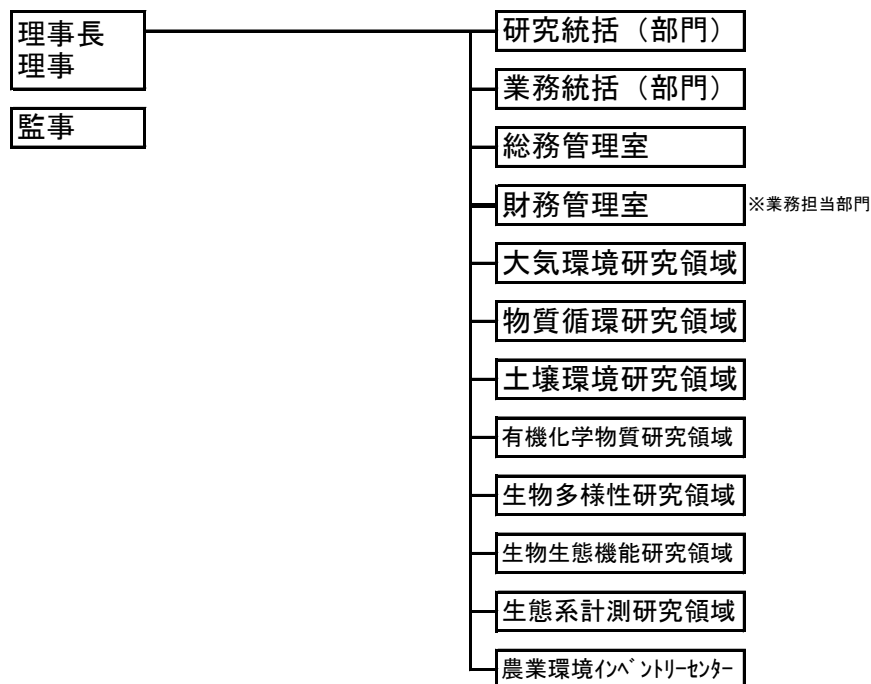 理事長
理事
監事
研究統括（部門）
業務統括（部門）
総務管理室
財務管理室
※業務担当部門
大気環境研究領域
物質循環研究領域
土壌環境研究領域
有機化学物質研究領域
生物多様性研究領域
生物生態機能研究領域
生態系計測研究領域
農業環境ｲﾝﾍﾞﾝﾄﾘｰｾﾝﾀｰ